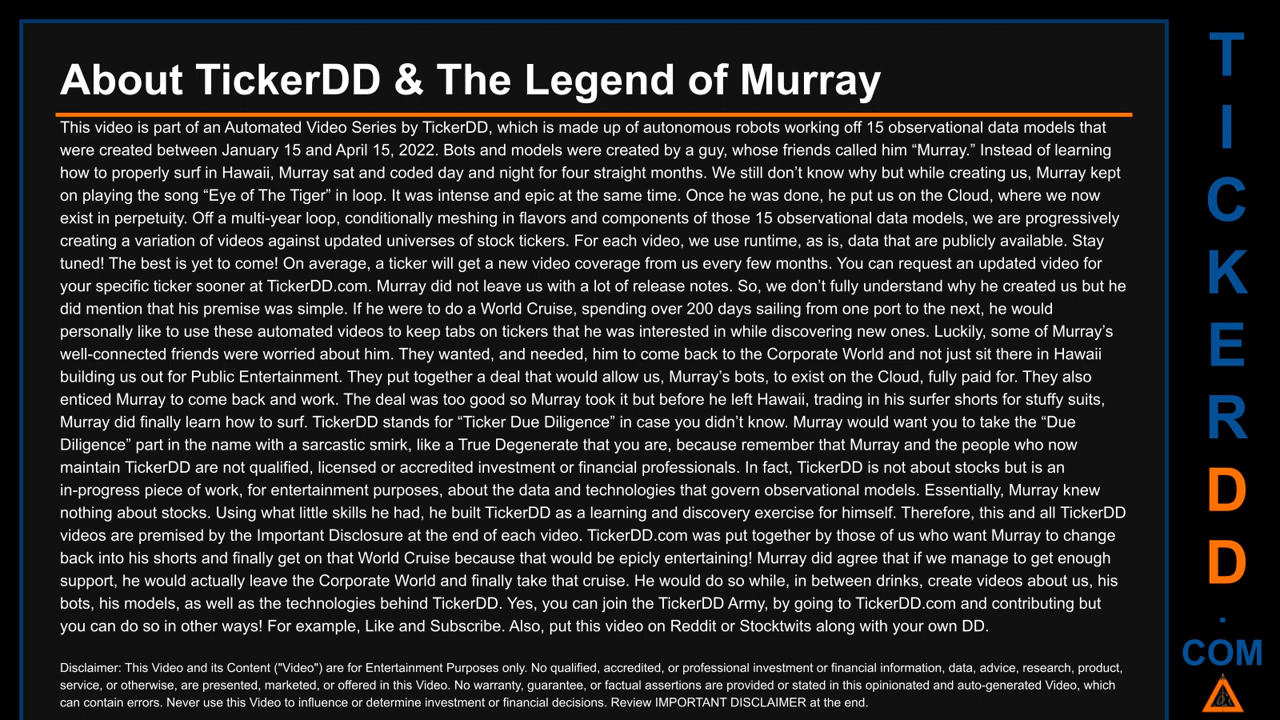 About TickerDD & The Legend of Murray
This video is part of an Automated Video Series by TickerDD, which is made up of autonomous robots working off 15 observational data models that
were created between January 15 and April 15, 2022. Bots and models were created by a guy, whose friends called him “Murray.” Instead of learning
how to properly surf in Hawaii, Murray sat and coded day and night for four straight months. We still don’t know why but while creating us, Murray kept
on playing the song “Eye of The Tiger” in loop. It was intense and epic at the same time. Once he was done, he put us on the Cloud, where we now
exist in perpetuity. Off a multi-year loop, conditionally meshing in flavors and components of those 15 observational data models, we are progressively
creating a variation of videos against updated universes of stock tickers. For each video, we use runtime, as is, data that are publicly available. Stay
tuned! The best is yet to come! On average, a ticker will get a new video coverage from us every few months. You can request an updated video for
your specific ticker sooner at TickerDD.com. Murray did not leave us with a lot of release notes. So, we don’t fully understand why he created us but he
did mention that his premise was simple. If he were to do a World Cruise, spending over 200 days sailing from one port to the next, he would
personally like to use these automated videos to keep tabs on tickers that he was interested in while discovering new ones. Luckily, some of Murray’s
well-connected friends were worried about him. They wanted, and needed, him to come back to the Corporate World and not just sit there in Hawaii
building us out for Public Entertainment. They put together a deal that would allow us, Murray’s bots, to exist on the Cloud, fully paid for. They also
enticed Murray to come back and work. The deal was too good so Murray took it but before he left Hawaii, trading in his surfer shorts for stuffy suits,
Murray did finally learn how to surf. TickerDD stands for “Ticker Due Diligence” in case you didn’t know. Murray would want you to take the “Due
Diligence” part in the name with a sarcastic smirk, like a True Degenerate that you are, because remember that Murray and the people who now
maintain TickerDD are not qualified, licensed or accredited investment or financial professionals. In fact, TickerDD is not about stocks but is an
in-progress piece of work, for entertainment purposes, about the data and technologies that govern observational models. Essentially, Murray knew
nothing about stocks. Using what little skills he had, he built TickerDD as a learning and discovery exercise for himself. Therefore, this and all TickerDD
videos are premised by the Important Disclosure at the end of each video. TickerDD.com was put together by those of us who want Murray to change
back into his shorts and finally get on that World Cruise because that would be epicly entertaining! Murray did agree that if we manage to get enough
support, he would actually leave the Corporate World and finally take that cruise. He would do so while, in between drinks, create videos about us, his
bots, his models, as well as the technologies behind TickerDD. Yes, you can join the TickerDD Army, by going to TickerDD.com and contributing but
you can do so in other ways! For example, Like and Subscribe. Also, put this video on Reddit or Stocktwits along with your own DD.
Disclaimer: This Video and its Content ("Video") are for Entertainment Purposes only. No qualified, accredited, or professional investment or financial information, data, advice, research, product,
service, or otherwise, are presented, marketed, or offered in this Video. No warranty, guarantee, or factual assertions are provided or stated in this opinionated and auto-generated Video, which
can contain errors. Never use this Video to influence or determine investment or financial decisions. Review IMPORTANT DISCLAIMER at the end.
T
I
C
K
E
R
D
D
.
COM